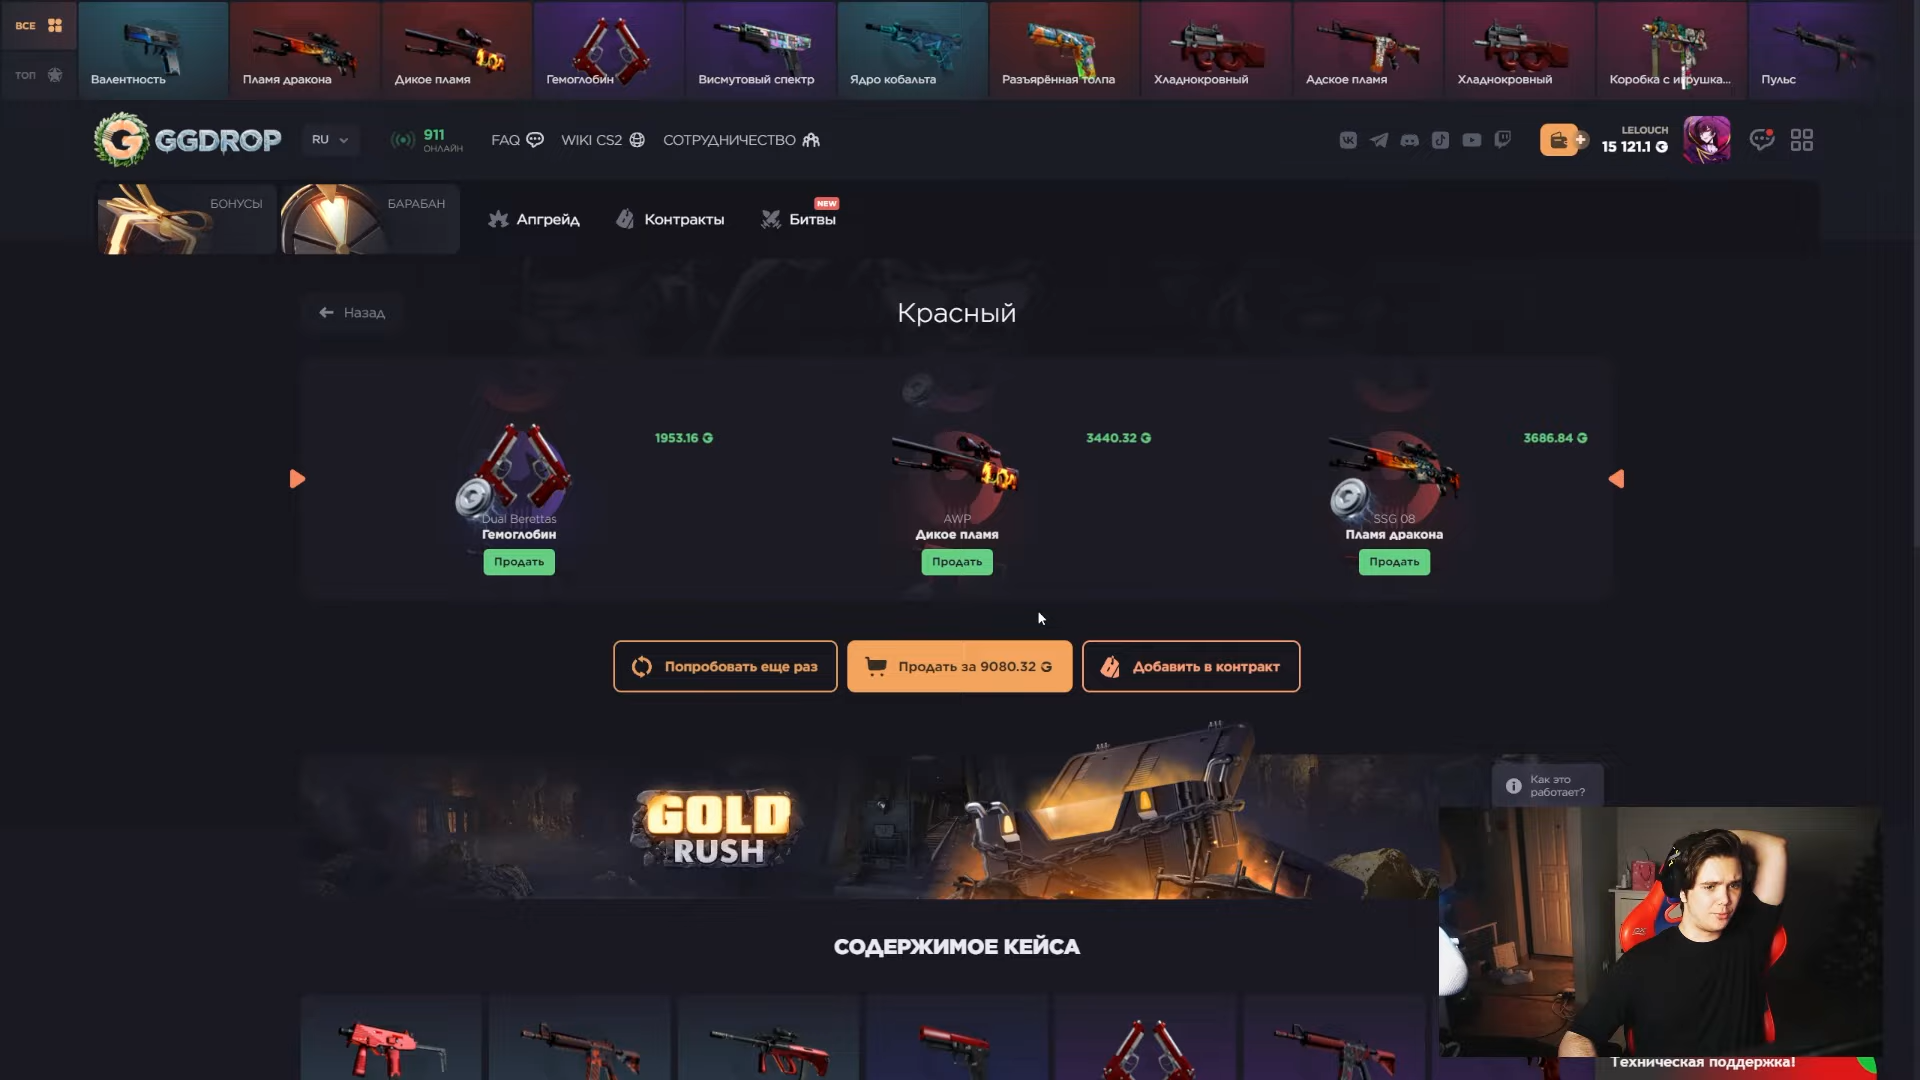 ВСЕ
ТОП
Валентность
Пламя дракона
Дикое пламя
Гемоглобин
Висмутовый спектр
Ядро кобальта
Разъярённая толпа
Хладнокровный
Адское пламя
Хладнокровный
Коробка с игрушка...
Пульс
GGDROP
RU
911
ОНЛАЙН
FAQ
WIKI CS2
СОТРУДНИЧЕСТВО
LELOUCH
15 121.1 G
БОНУСЫ
БАРАБАН
Апгрейд
Контракты
Битвы
NEW
Назад
Красный
1953.16 G
Dual Berettas
Гемоглобин
Продать
3440.32 G
AWP
Дикое пламя
Продать
3686.84 G
SSG 08
Пламя дракона
Продать
Попробовать еще раз
Продать за 9080.32 G
Добавить в контракт
GOLD
RUSH
Как это
работает?
СОДЕРЖИМОЕ КЕЙСА
Техническая поддержка!